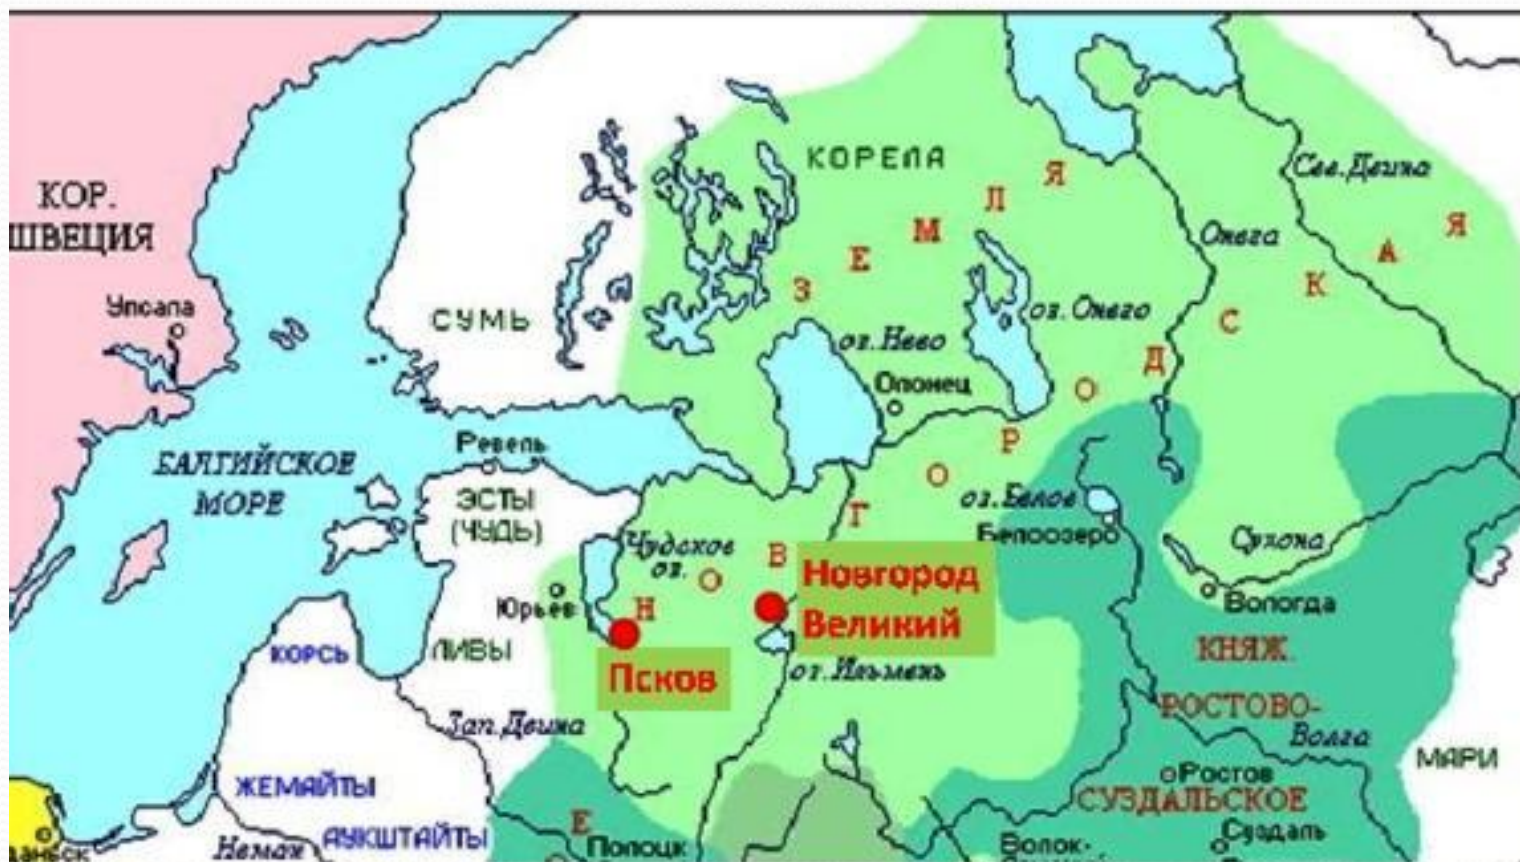 КОРЕЛА
ЗЕМЛЯ
Сев.Двина
КОР.
ШВЕЦИЯ
Онега
НОВГОРОДСКАЯ
Упсала
СУМЬ
оз.Онего
оз.Нево
Олонец
Ревель
БАЛТИЙСКОЕ
МОРЕ
ЭСТЫ
(ЧУДЬ)
оз.Белое
Белоозеро
Чудское
оз.
Сухона
Новгород
Великий
Юрьев
Вологда
КОРСЬ
ЛИВЫ
Псков
оз.Ильмень
КНЯЖ.
РОСТОВО-
Зап.Двина
Волга
МАРИ
ЖЕМАЙТЫ
Ростов
СУЗДАЛЬСКОЕ
АУКШТАЙТЫ
Е
Полоцк
Суздаль
Неман
Волок-